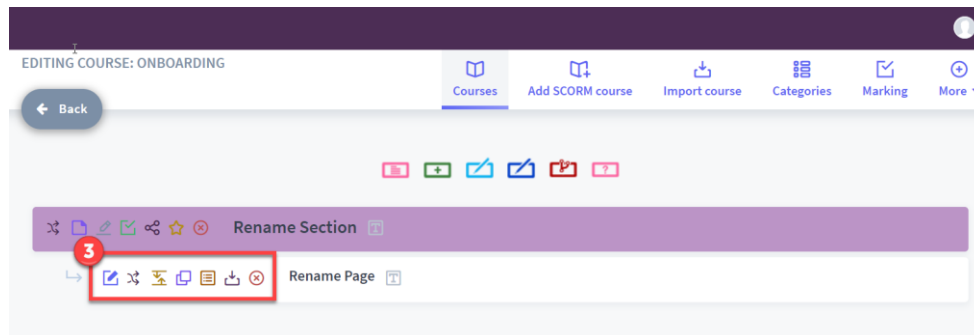 EDITING COURSE: ONBOARDING
Back
Courses
Add SCORM course
Import course
Categories
Marking
More
Rename Section
3
Rename Page